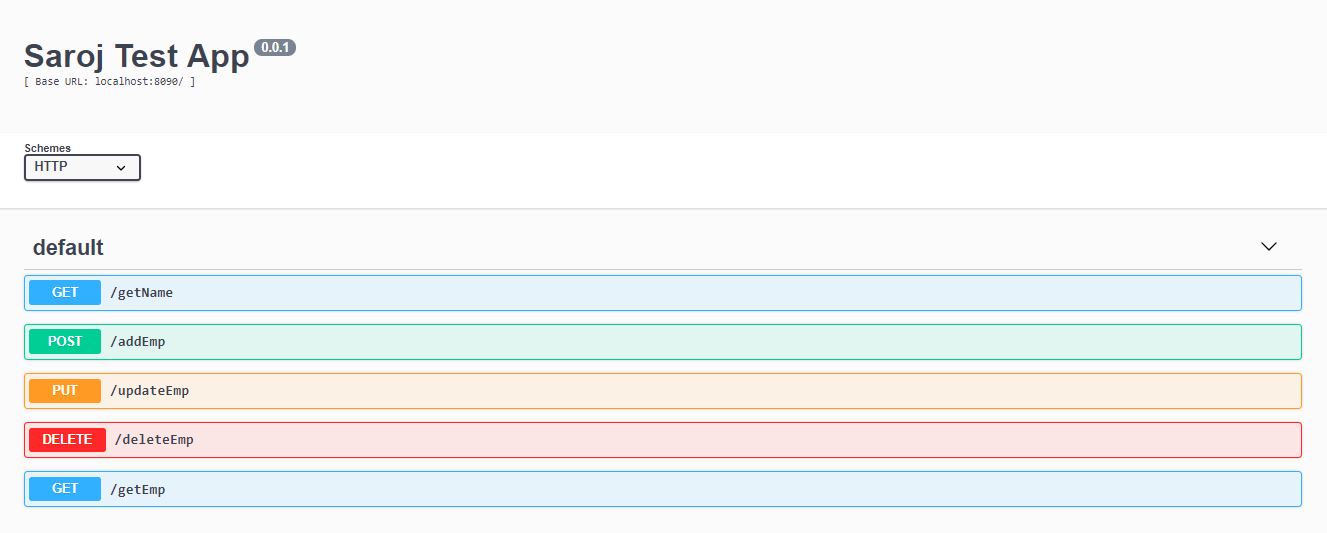 Saroj Test App 0.0.1
[ Base URL: localhost:8090/ ]
Schemes
HTTP
default
GET /getName
POST /addEmp
PUT /updateEmp
DELETE /deleteEmp
GET /getEmp